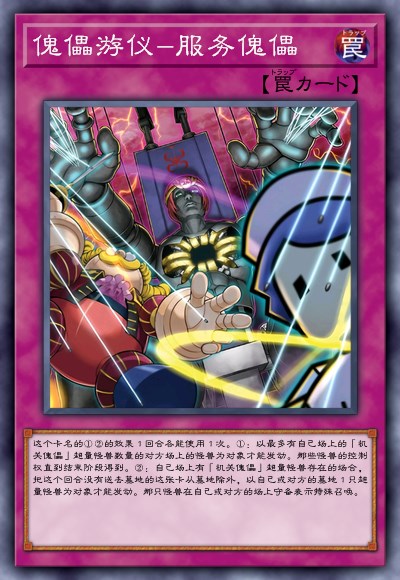 傀儡游仪-服务傀儡
トラップ
罠
トラップ
【罠カード】
这个卡名的①②的效果1回合各能使用1次。①：以最多有自己场上的「机
关傀儡」超量怪兽数量的对方场上的怪兽为对象才能发动。那些怪兽的控制
权直到结束阶段得到。②：自己场上有「机关傀儡」超量怪兽存在的场合，
把这个回合没有送去墓地的这张卡从墓地除外，以自己或对方的墓地1只超
量怪兽为对象才能发动。那只怪兽在自己或对方的场上守备表示特殊召唤。